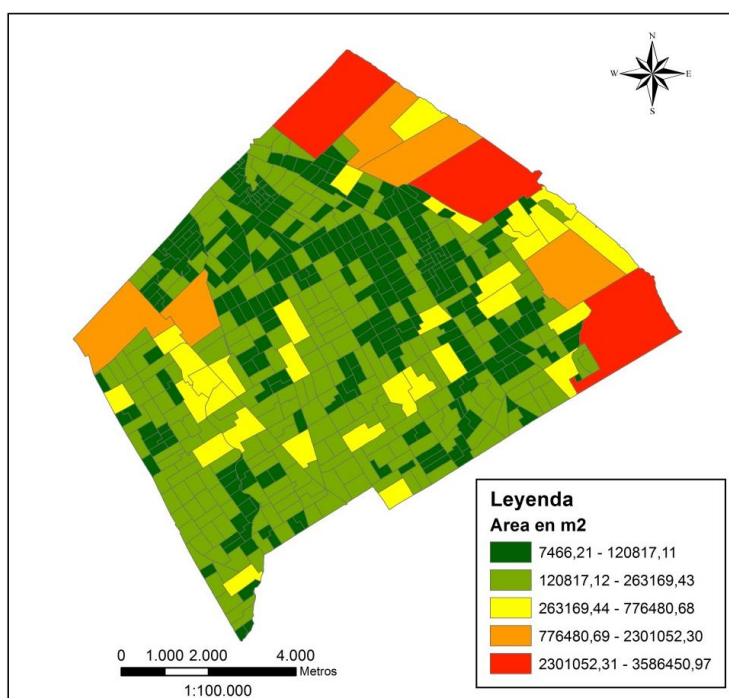 N
W E
S
Leyenda
Area en m2
7466,21 - 120817,11
120817,12 - 263169,43
263169,44 - 776480,68
776480,69 - 2301052,30
2301052,31 - 3586450,97
0 1.000 2.000 4.000
Metros
1:100.000